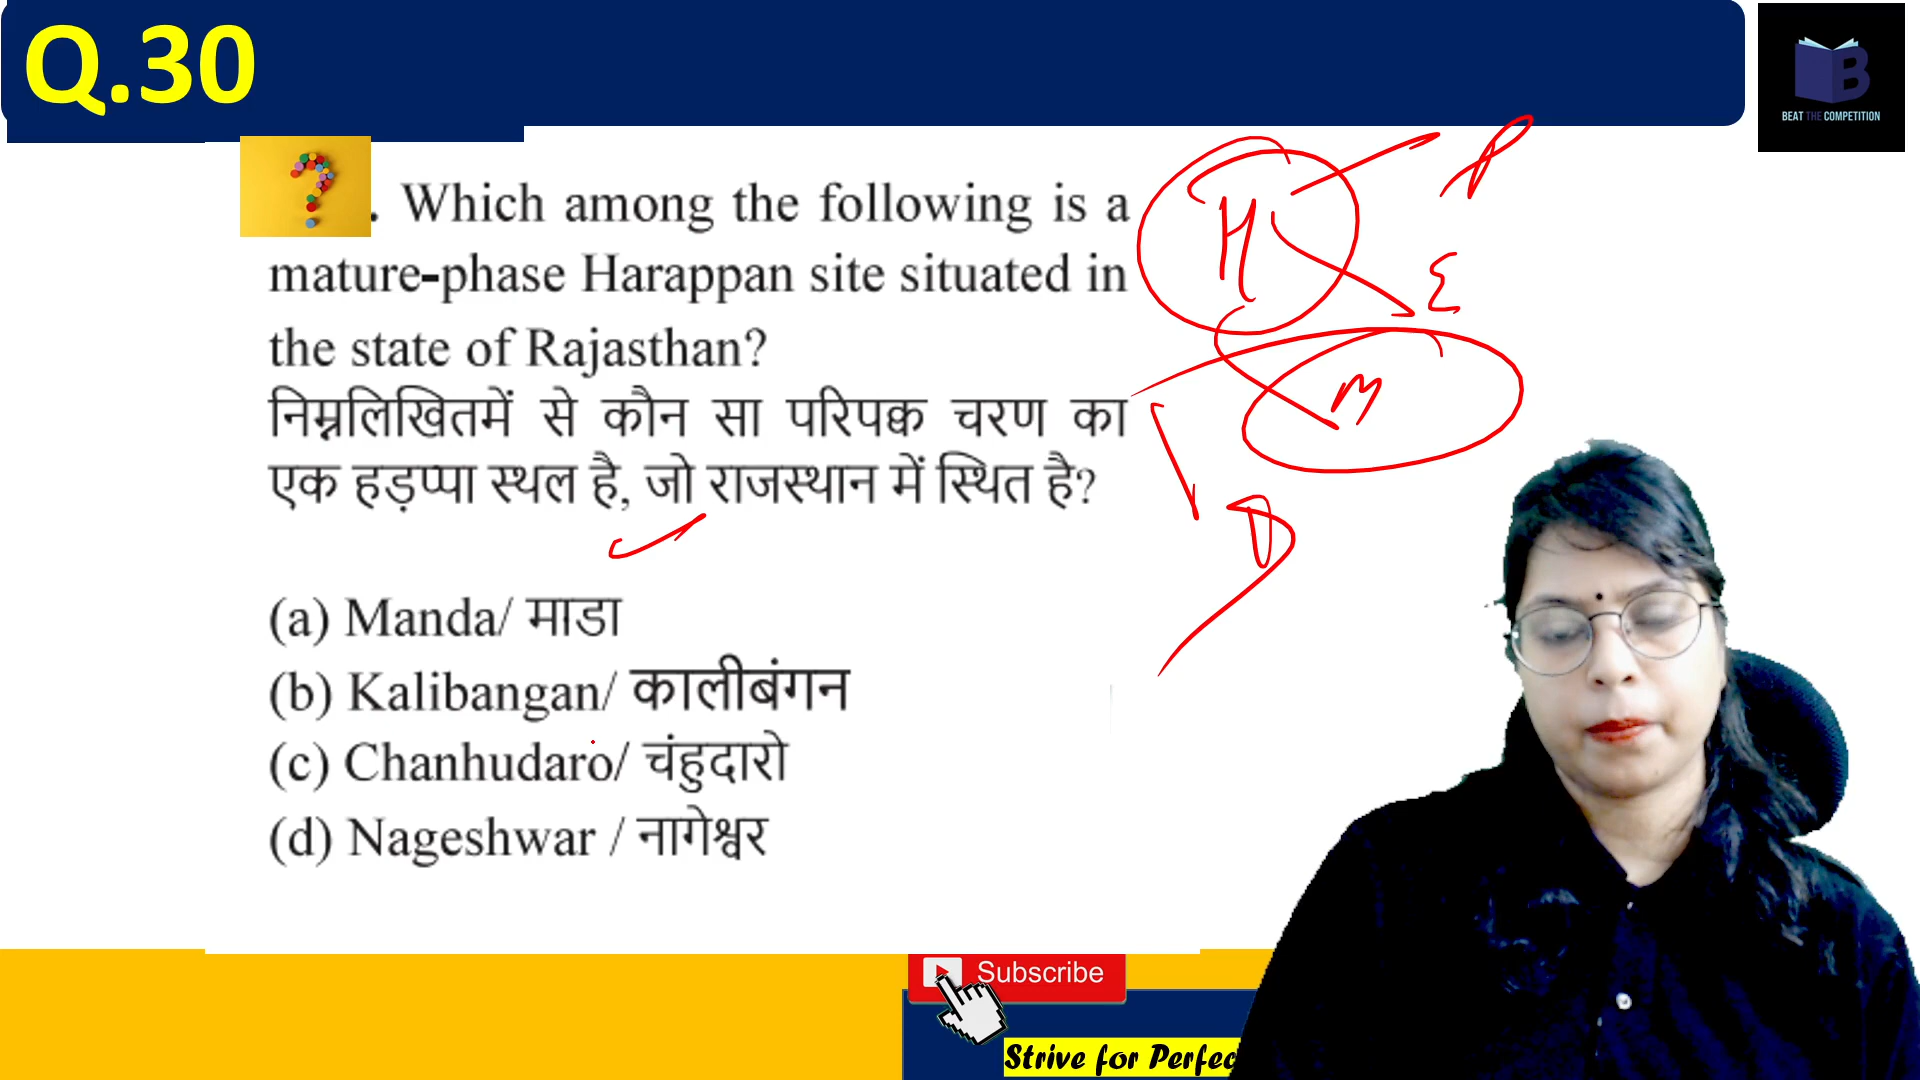 Q.30
BEAT THE COMPETITION
. Which among the following is a
mature-phase Harappan site situated in
the state of Rajasthan?
निम्नलिखितमें से कौन सा परिपक्व चरण का
एक हड़प्पा स्थल है, जो राजस्थान में स्थित है?
(a) Manda/ माडा
(b) Kalibangan/ कालीबंगन
(c) Chanhudaro/ चंहुदारो
(d) Nageshwar / नागेश्वर
H
P
E
M
D
Subscribe
Strive for Perfec